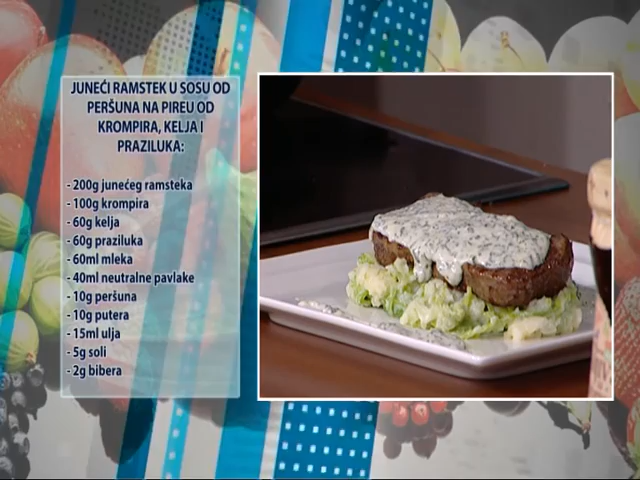 JUNEĆI RAMSTEK U SOSU OD
PERŠUNA NA PIREU OD
KROMPIRA, KELJA I
PRAZILUKA:
- 200g junećeg ramsteka
- 100g krompira
- 60g kelja
- 60g praziluka
- 60ml mleka
- 40ml neutralne pavlake
- 10g peršuna
- 10g putera
- 15ml ulja
- 5g soli
- 2g bibera